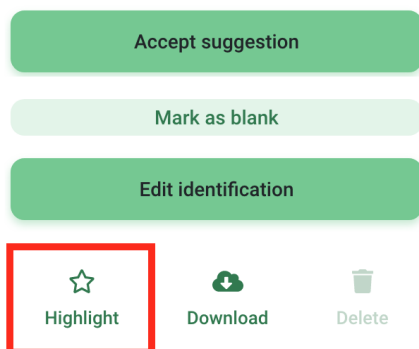 Accept suggestion
Mark as blank
Edit identification
Highlight Download Delete